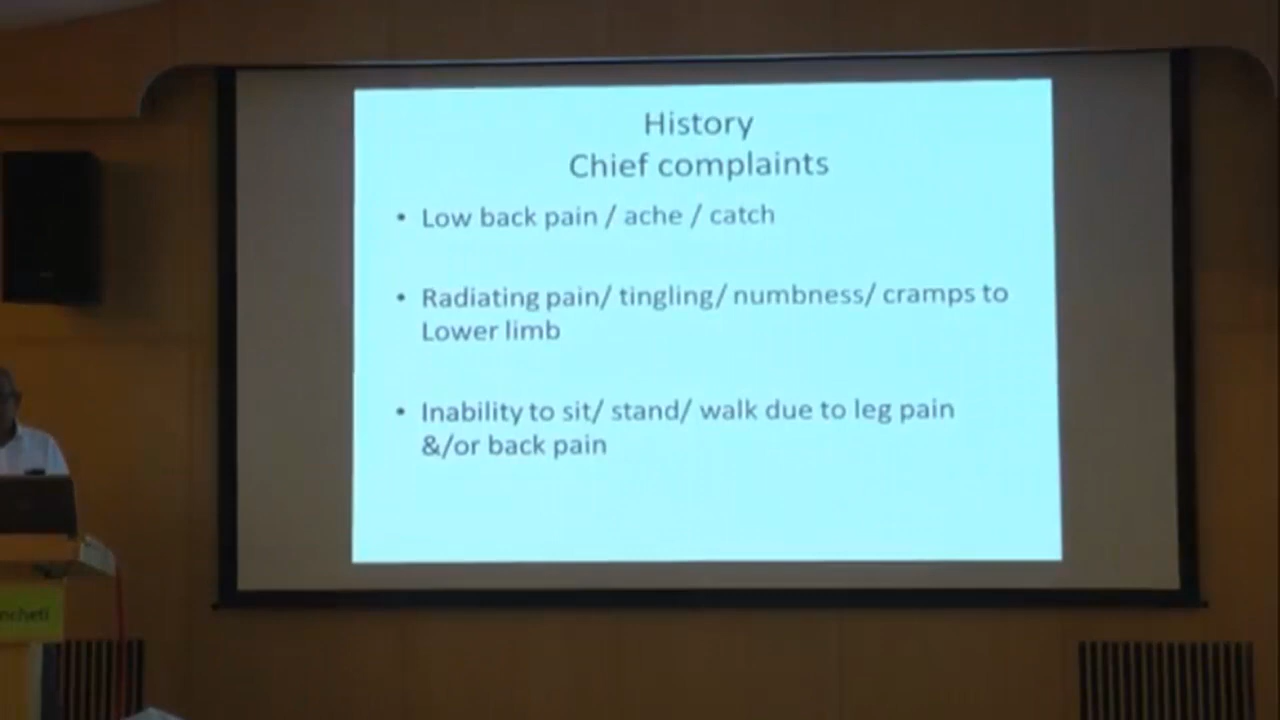 History
Chief complaints
• Low back pain / ache / catch
• Radiating pain/ tingling/ numbness/ cramps to
Lower limb
• Inability to sit/ stand/ walk due to leg pain
&/or back pain
ncheti